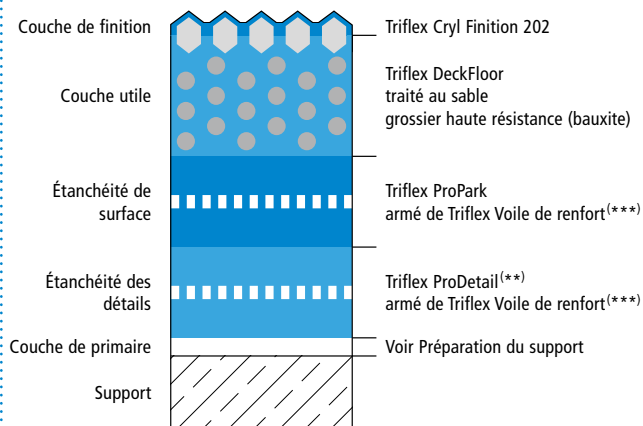 Couche de finition
Triflex Cryl Finition 202
Couche utile
Triflex DeckFloor
traité au sable
grossier haute résistance (bauxite)
Étanchéité de
surface
Triflex ProPark
armé de Triflex Voile de renfort(***)
Étanchéité des
détails
Triflex ProDetail(**)
armé de Triflex Voile de renfort(***)
Couche de primaire
Voir Préparation du support
Support